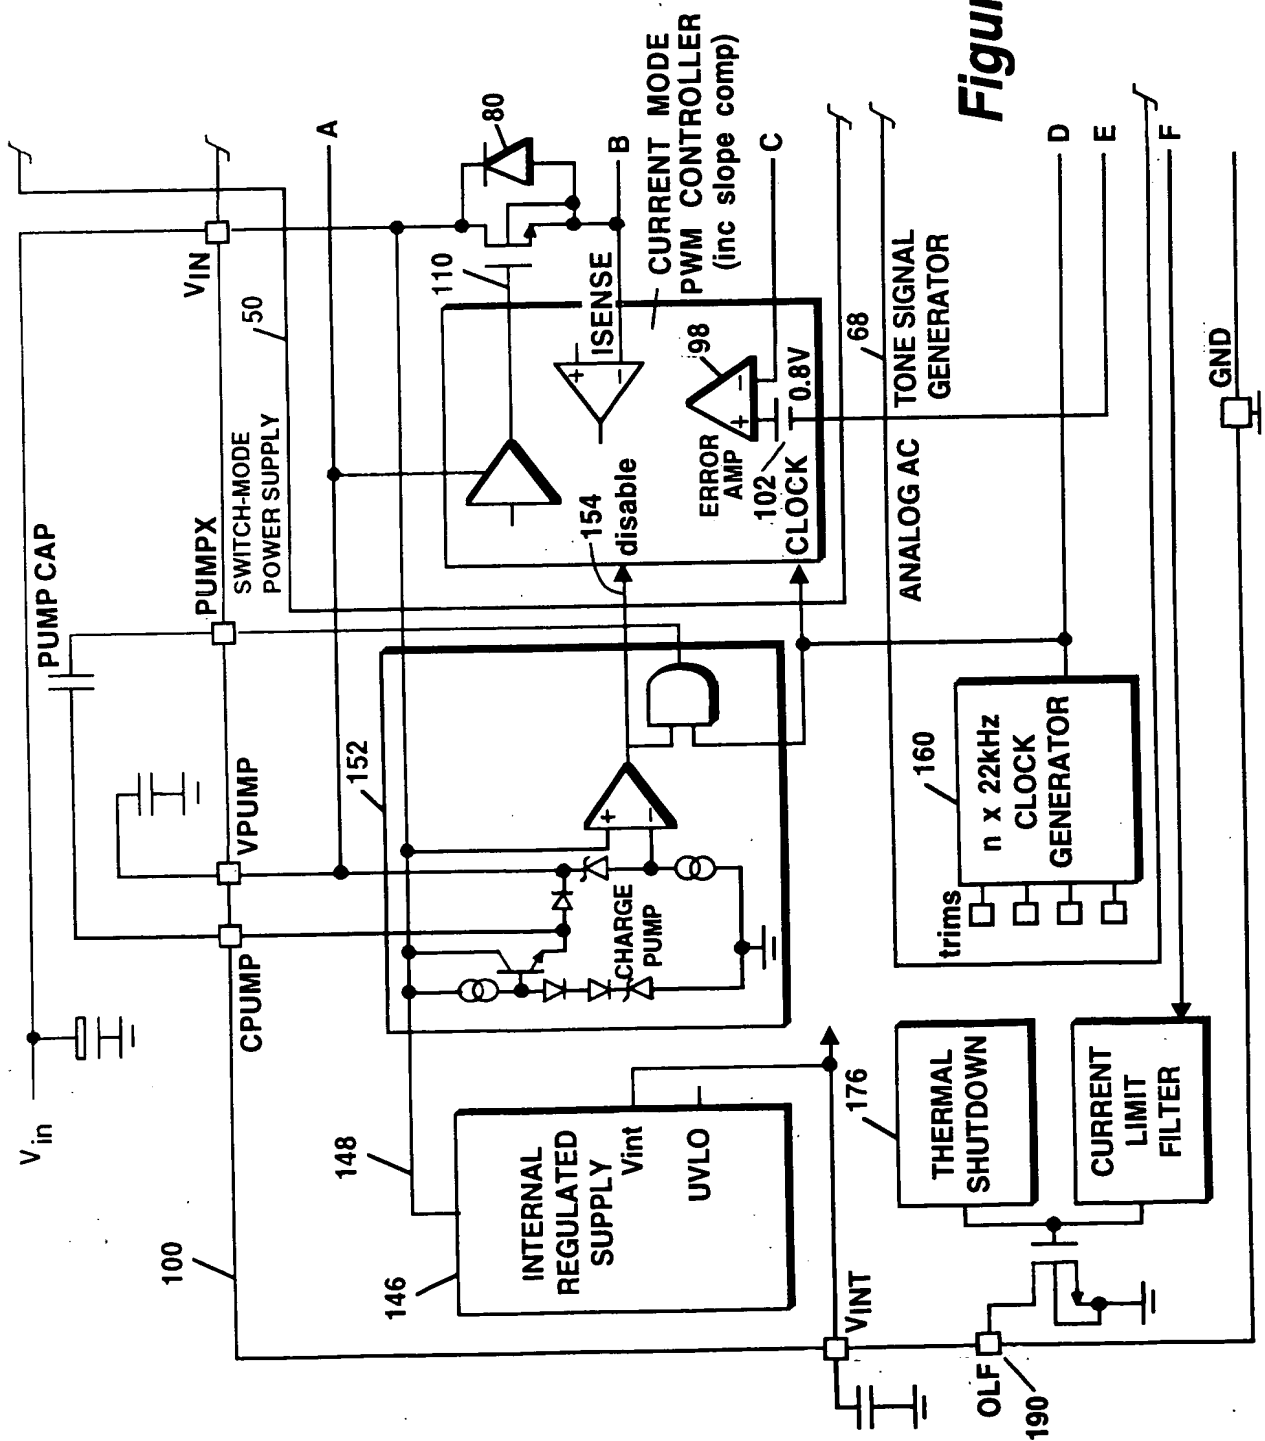 Figur
V_in
PUMP CAP
CPUMP
VPUMP
PUMPX
VIN
SWITCH-MODE
POWER SUPPLY
50
A
100
148
152
110
80
146
INTERNAL
REGULATED
SUPPLY
Vint
UVLO
CHARGE
PUMP
154
disable
ISENSE
B
CURRENT MODE
PWM CONTROLLER
(inc slope comp)
ERROR
AMP
98
102
0.8V
CLOCK
C
VINT
176
THERMAL
SHUTDOWN
CURRENT
LIMIT
FILTER
OLF
190
trims
160
n x 22kHz
CLOCK
GENERATOR
ANALOG AC
68
TONE SIGNAL
GENERATOR
D
E
F
GND